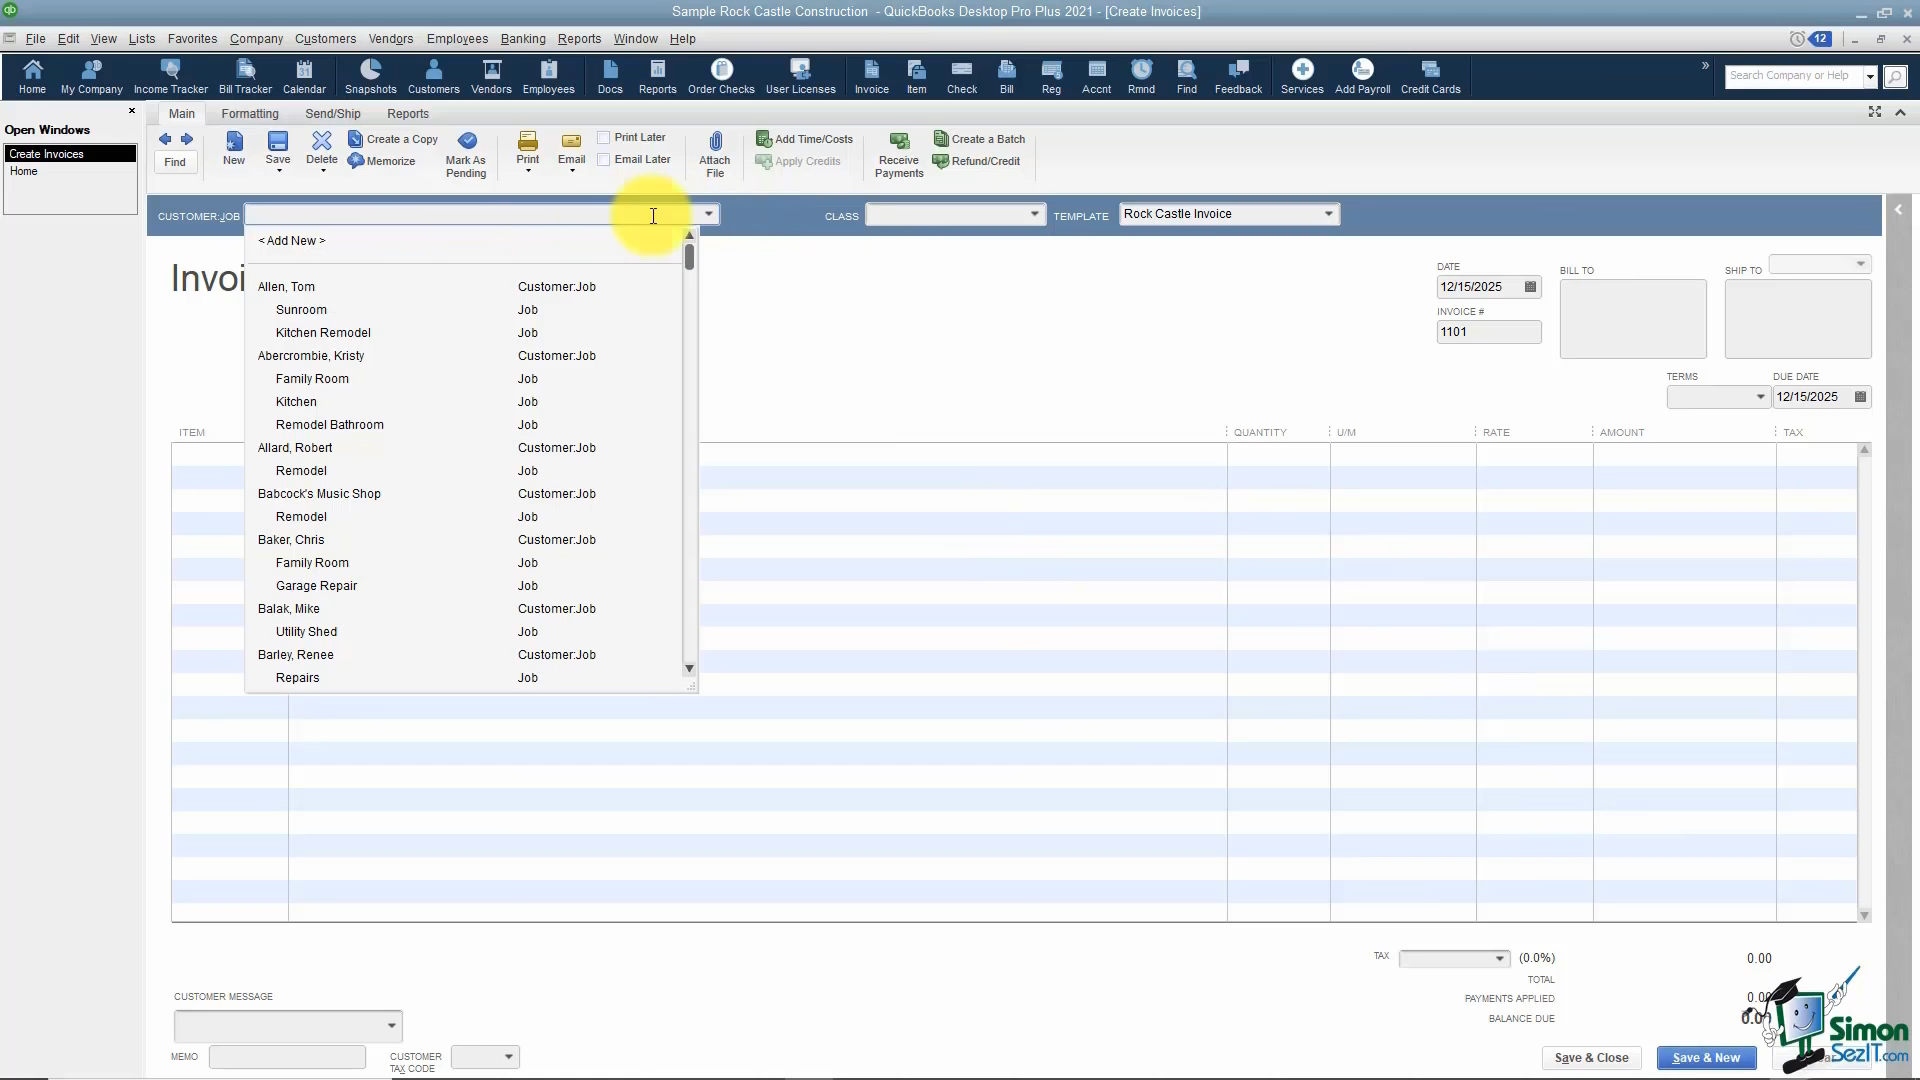 Sample Rock Castle Construction - QuickBooks Desktop Pro Plus 2021 - [Create Invoices]
File Edit View Lists Favorites Company Customers Vendors Employees Banking Reports Window Help
12
Home My Company Income Tracker Bill Tracker Calendar Snapshots Customers Vendors Employees Docs Reports Order Checks User Licenses Invoice Item Check Bill Reg Accnt Rmnd Find Feedback Services Add Payroll Credit Cards
Search Company or Help
Open Windows
Create Invoices
Home
Main Formatting Send/Ship Reports
Find
New
Save
Delete
Create a Copy
Memorize
Mark As
Pending
Print
Email
Print Later
Email Later
Attach
File
Add Time/Costs
Apply Credits
Receive
Payments
Create a Batch
Refund/Credit
CUSTOMER:JOB
CLASS
TEMPLATE Rock Castle Invoice
< Add New >
Allen, Tom Customer:Job
Sunroom Job
Kitchen Remodel Job
Abercrombie, Kristy Customer:Job
Family Room Job
Kitchen Job
Remodel Bathroom Job
Allard, Robert Customer:Job
Remodel Job
Babcock's Music Shop Customer:Job
Remodel Job
Baker, Chris Customer:Job
Family Room Job
Garage Repair Job
Balak, Mike Customer:Job
Utility Shed Job
Barley, Renee Customer:Job
Repairs Job
Invoi
DATE
12/15/2025
INVOICE #
1101
BILL TO
SHIP TO
TERMS
DUE DATE
12/15/2025
ITEM QUANTITY U/M RATE AMOUNT TAX
TAX (0.0%) 0.00
TOTAL
PAYMENTS APPLIED 0.00
BALANCE DUE 0.00
CUSTOMER MESSAGE
MEMO
CUSTOMER
TAX CODE
Save & Close
Save & New
Simon
SezIT.com